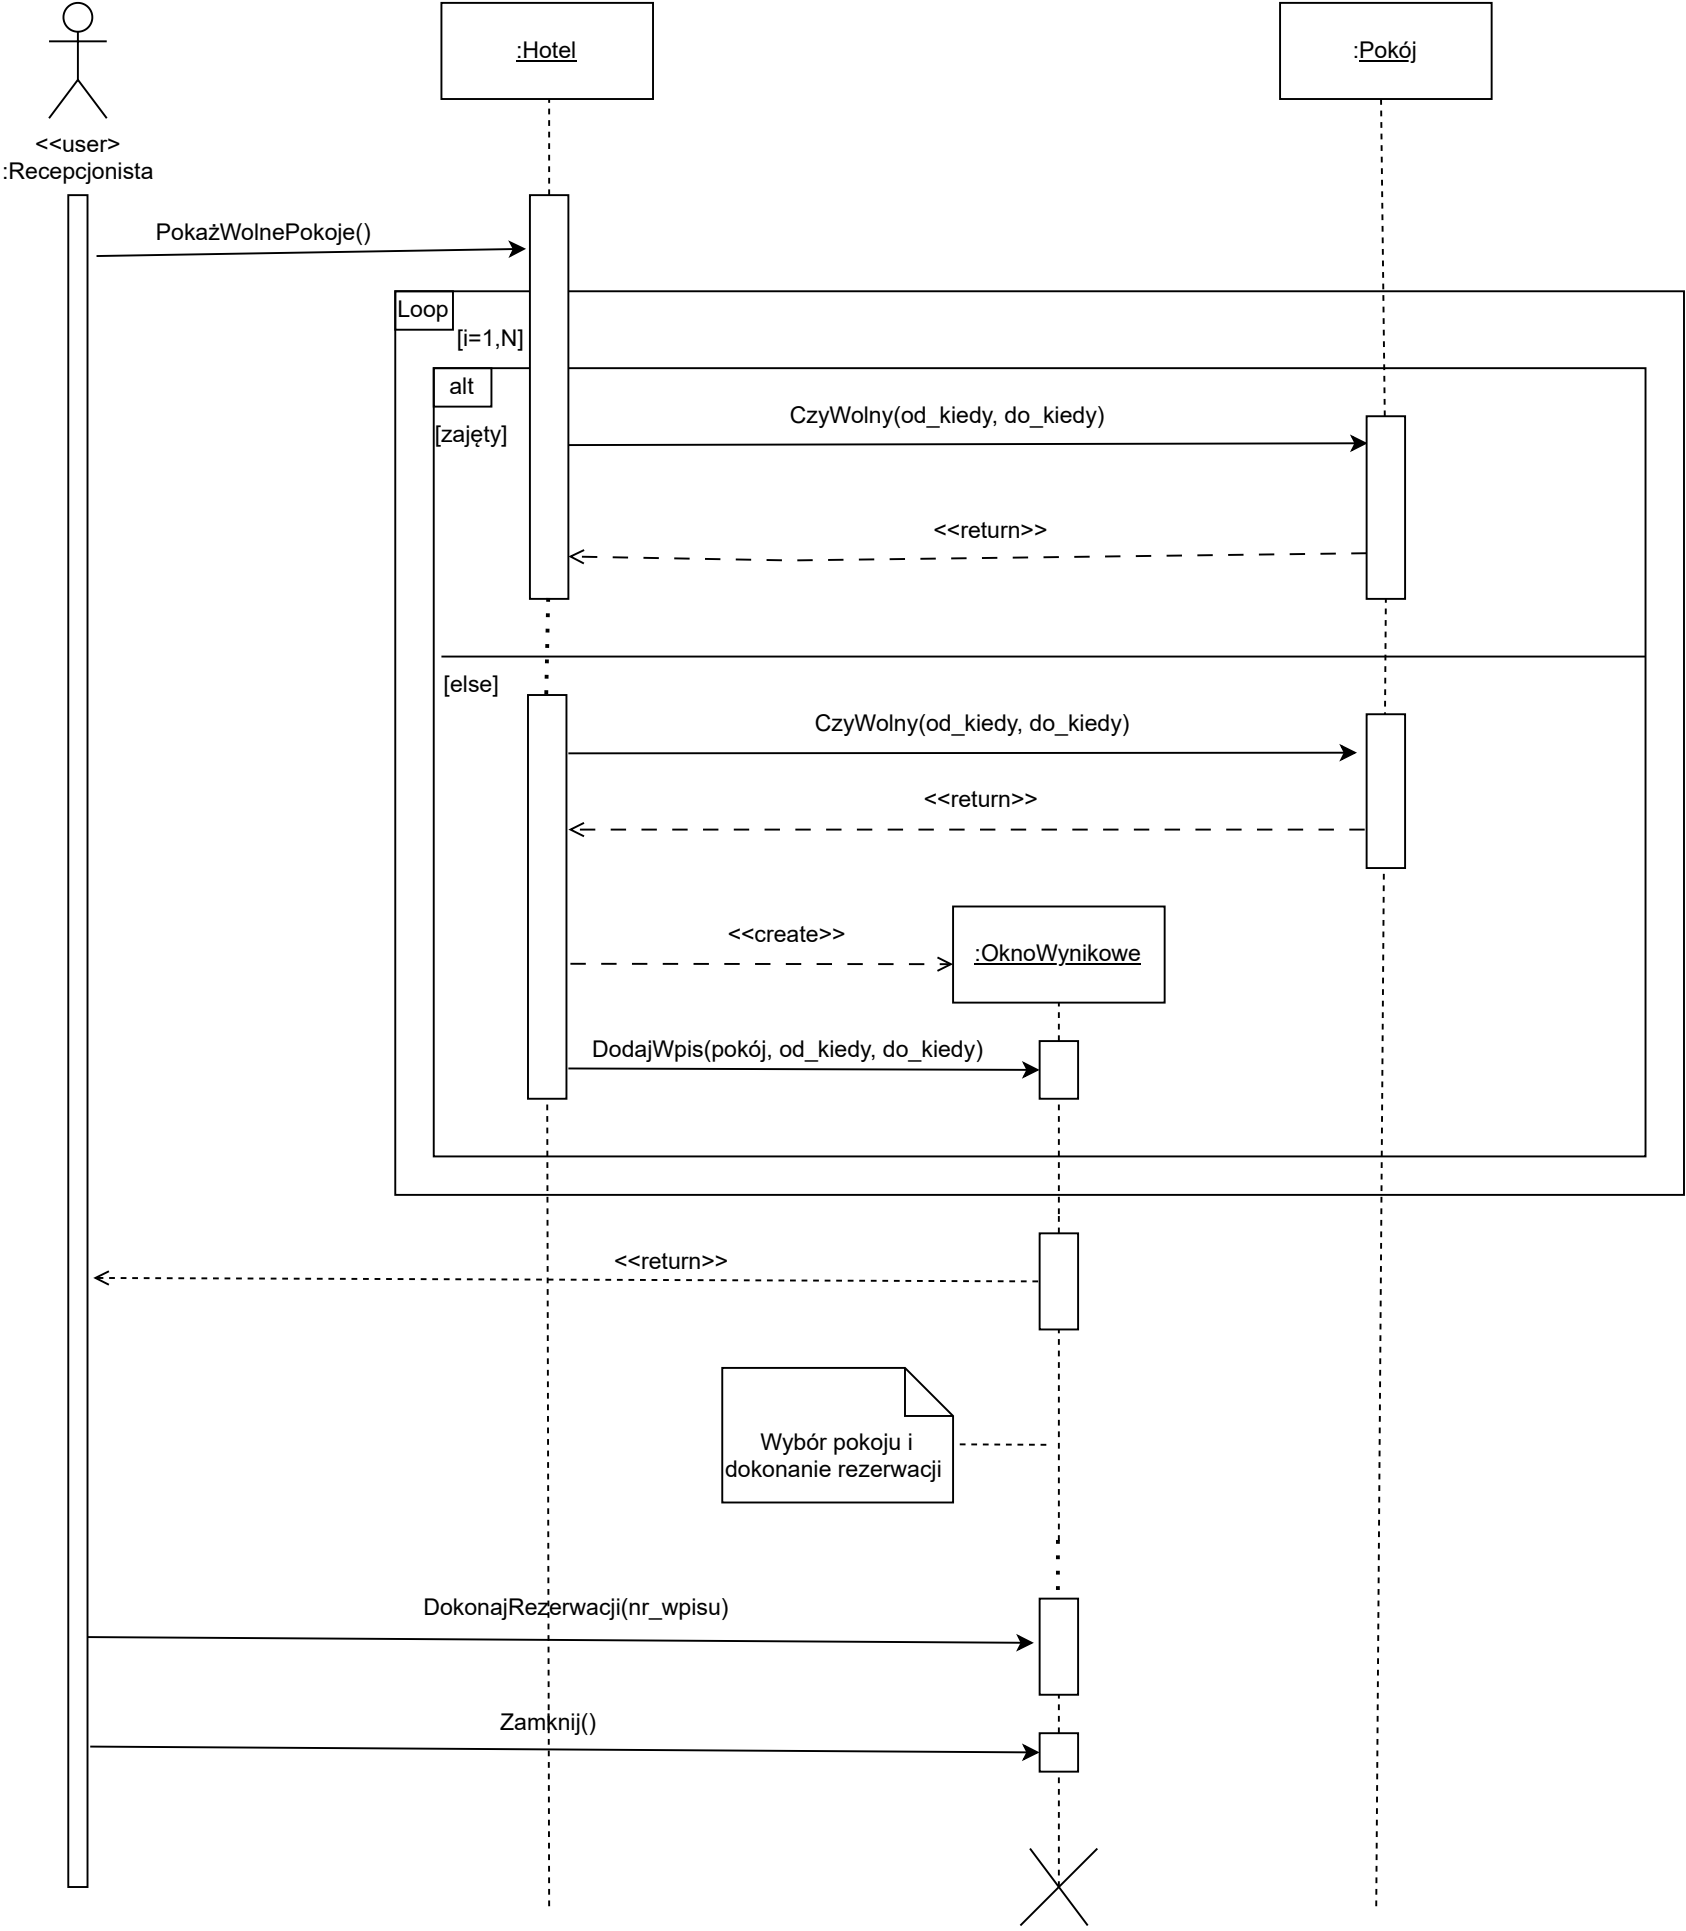 :Hotel
:Pokój
<<user>
:Recepcjonista
PokażWolnePokoje()
Loop
[i=1,N]
alt
CzyWolny(od_kiedy, do_kiedy)
[zajęty]
<<return>>
[else]
CzyWolny(od_kiedy, do_kiedy)
<<return>>
<<create>>
:OknoWynikowe
DodajWpis(pokój, od_kiedy, do_kiedy)
<<return>>
Wybór pokoju i
dokonanie rezerwacji
DokonajRezerwacji(nr_wpisu)
Zamknij()